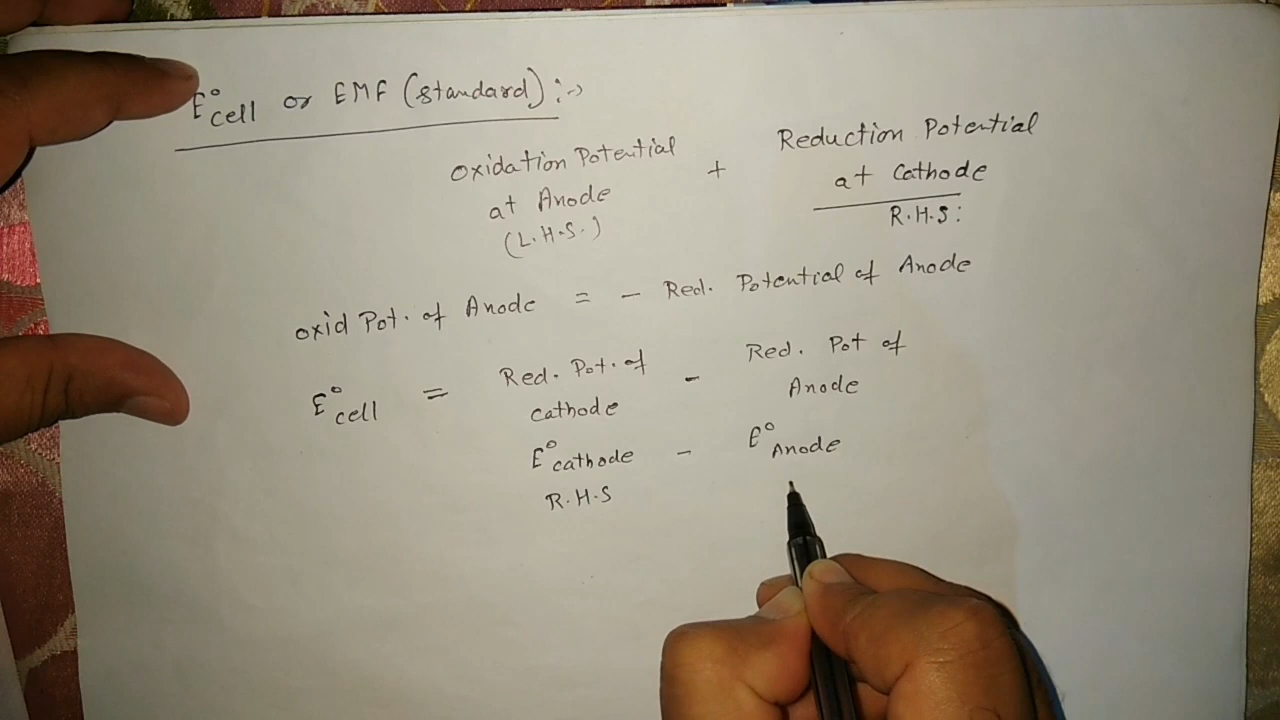 E°cell or EMF (standard) :→
Oxidation Potential + Reduction Potential
at Anode at Cathode
(L.H.S.) R.H.S:
oxid Pot. of Anode = - Red. Potential of Anode
E°cell = Red. Pot. of - Red. Pot of
cathode Anode
E°cathode - E°Anode
R.H.S